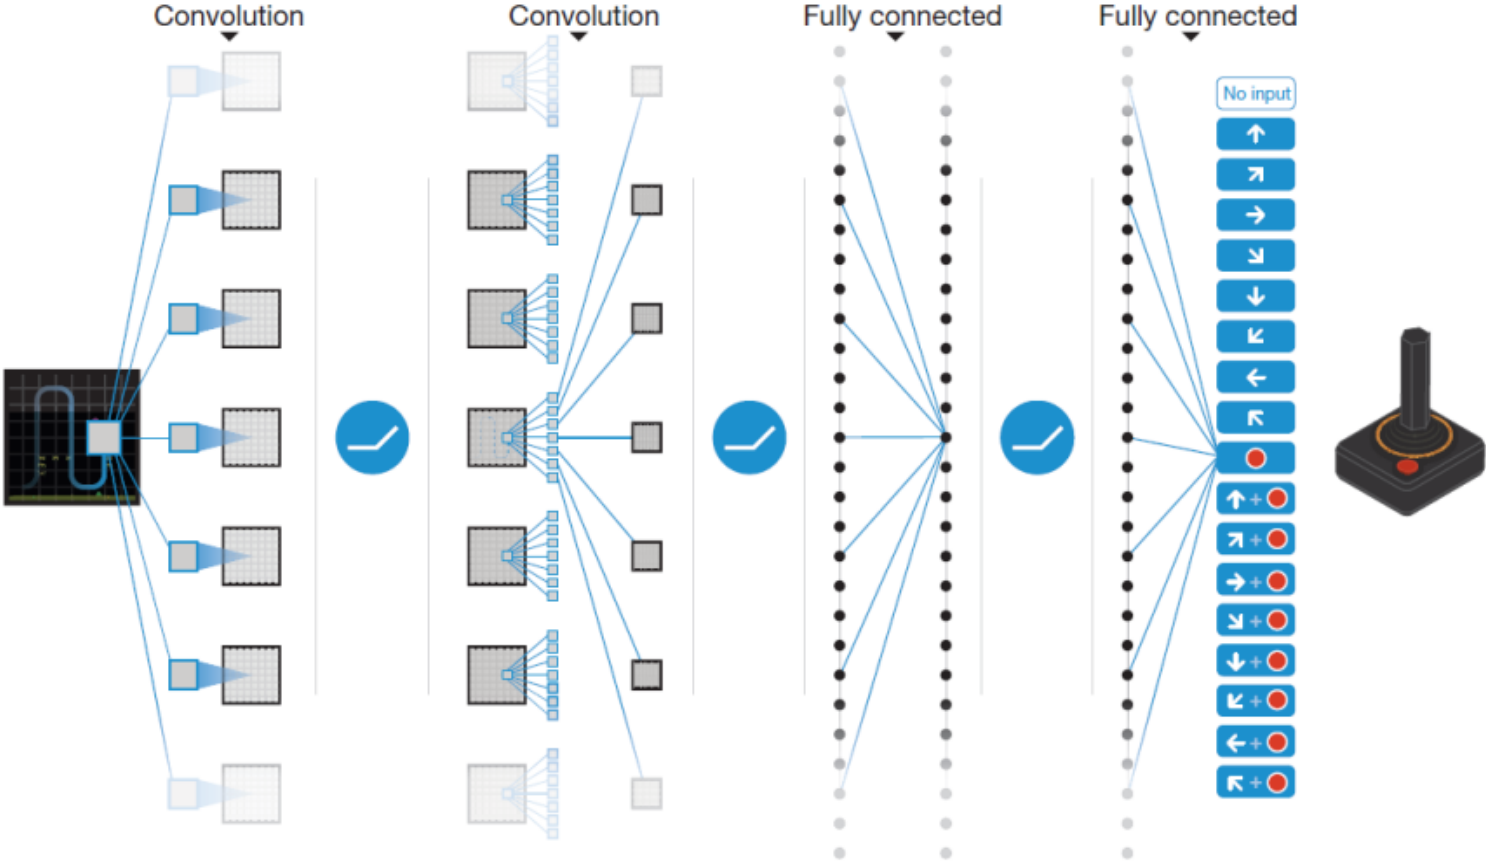 Convolution
Convolution
Fully connected
Fully connected
No input
+
+
+
+
+
+
+
+